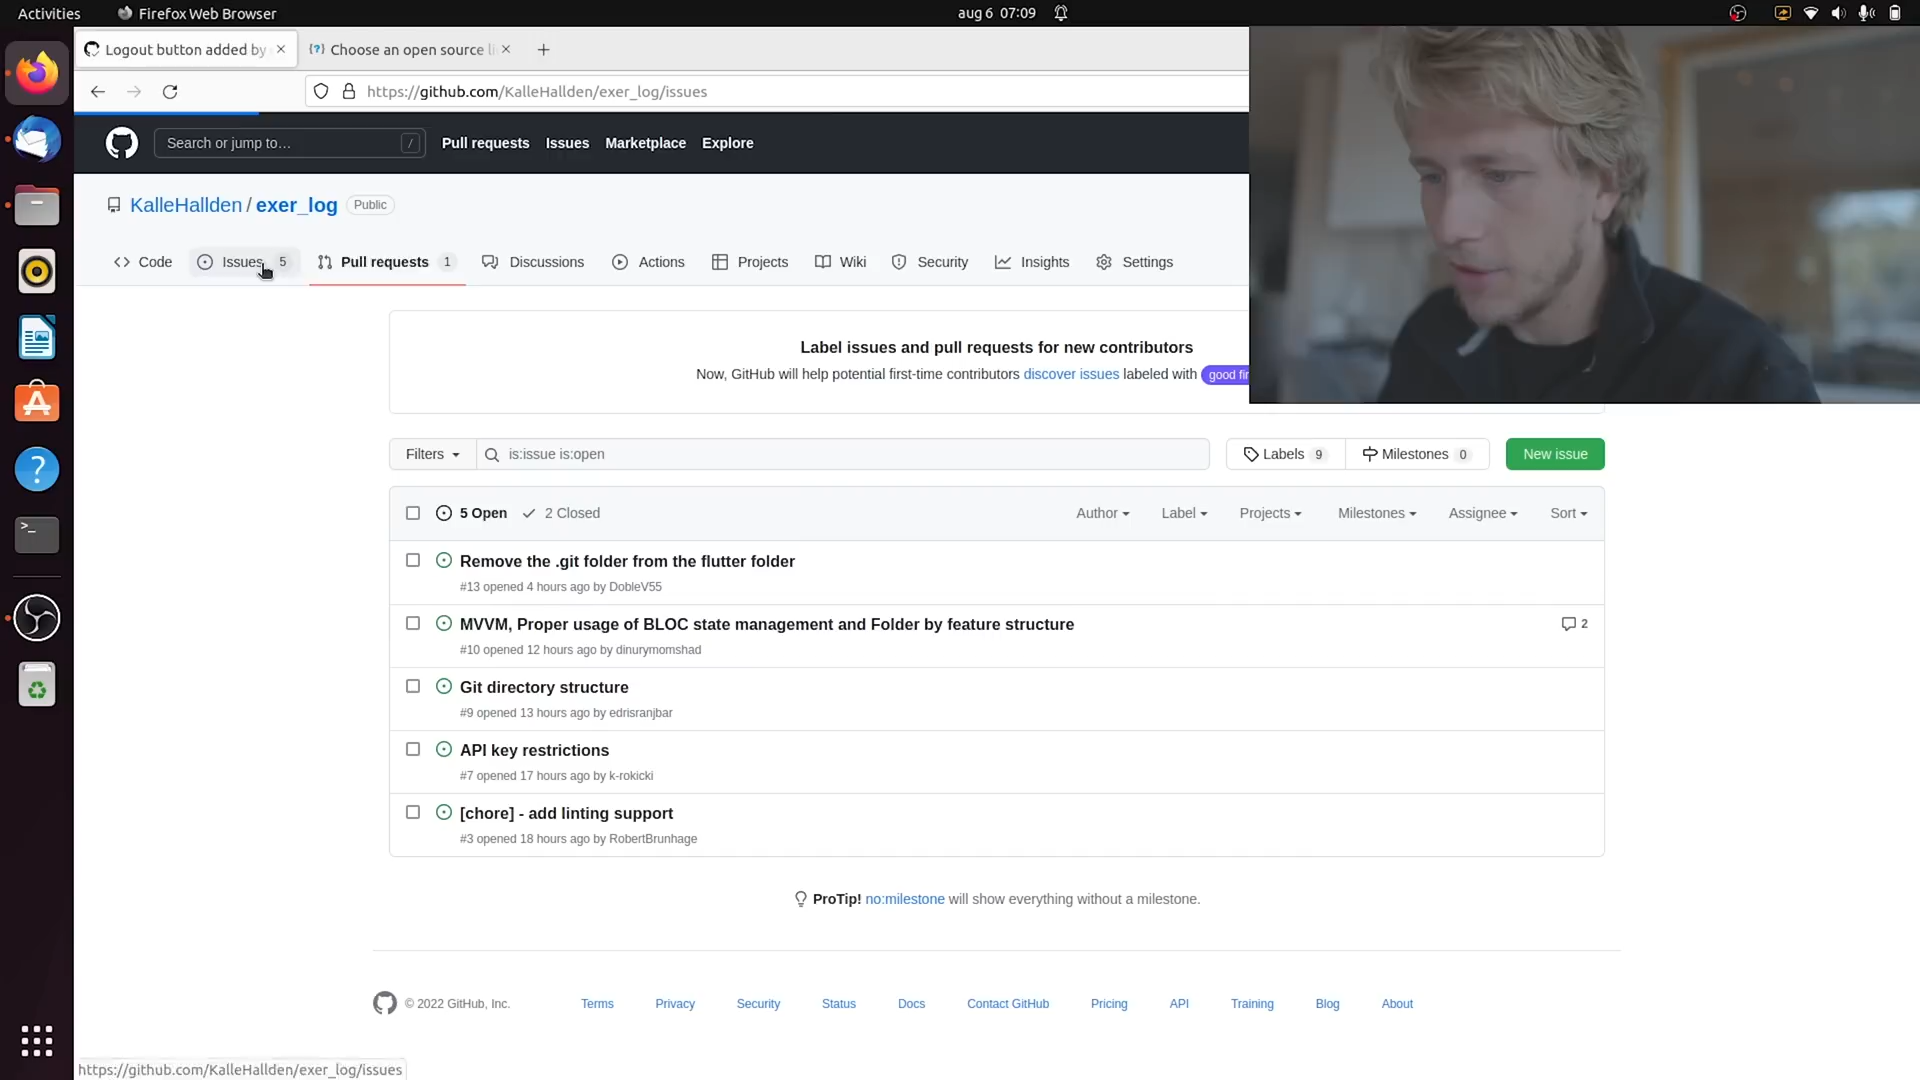 Activities
Firefox Web Browser
aug 6 07:09
Logout button added by
Choose an open source li
https://github.com/KalleHallden/exer_log/issues
Search or jump to…
/
Pull requests
Issues
Marketplace
Explore
KalleHallden / exer_log
Public
Code
Issues 5
Pull requests 1
Discussions
Actions
Projects
Wiki
Security
Insights
Settings
Label issues and pull requests for new contributors
Now, GitHub will help potential first-time contributors discover issues labeled with good fir
Filters
is:issue is:open
Labels 9
Milestones 0
New issue
5 Open
2 Closed
Author
Label
Projects
Milestones
Assignee
Sort
Remove the .git folder from the flutter folder
#13 opened 4 hours ago by DobleV55
MVVM, Proper usage of BLOC state management and Folder by feature structure
2
#10 opened 12 hours ago by dinurymomshad
Git directory structure
#9 opened 13 hours ago by edrisranjbar
API key restrictions
#7 opened 17 hours ago by k-rokicki
[chore] - add linting support
#3 opened 18 hours ago by RobertBrunhage
ProTip! no:milestone will show everything without a milestone.
© 2022 GitHub, Inc.
Terms
Privacy
Security
Status
Docs
Contact GitHub
Pricing
API
Training
Blog
About
https://github.com/KalleHallden/exer_log/issues